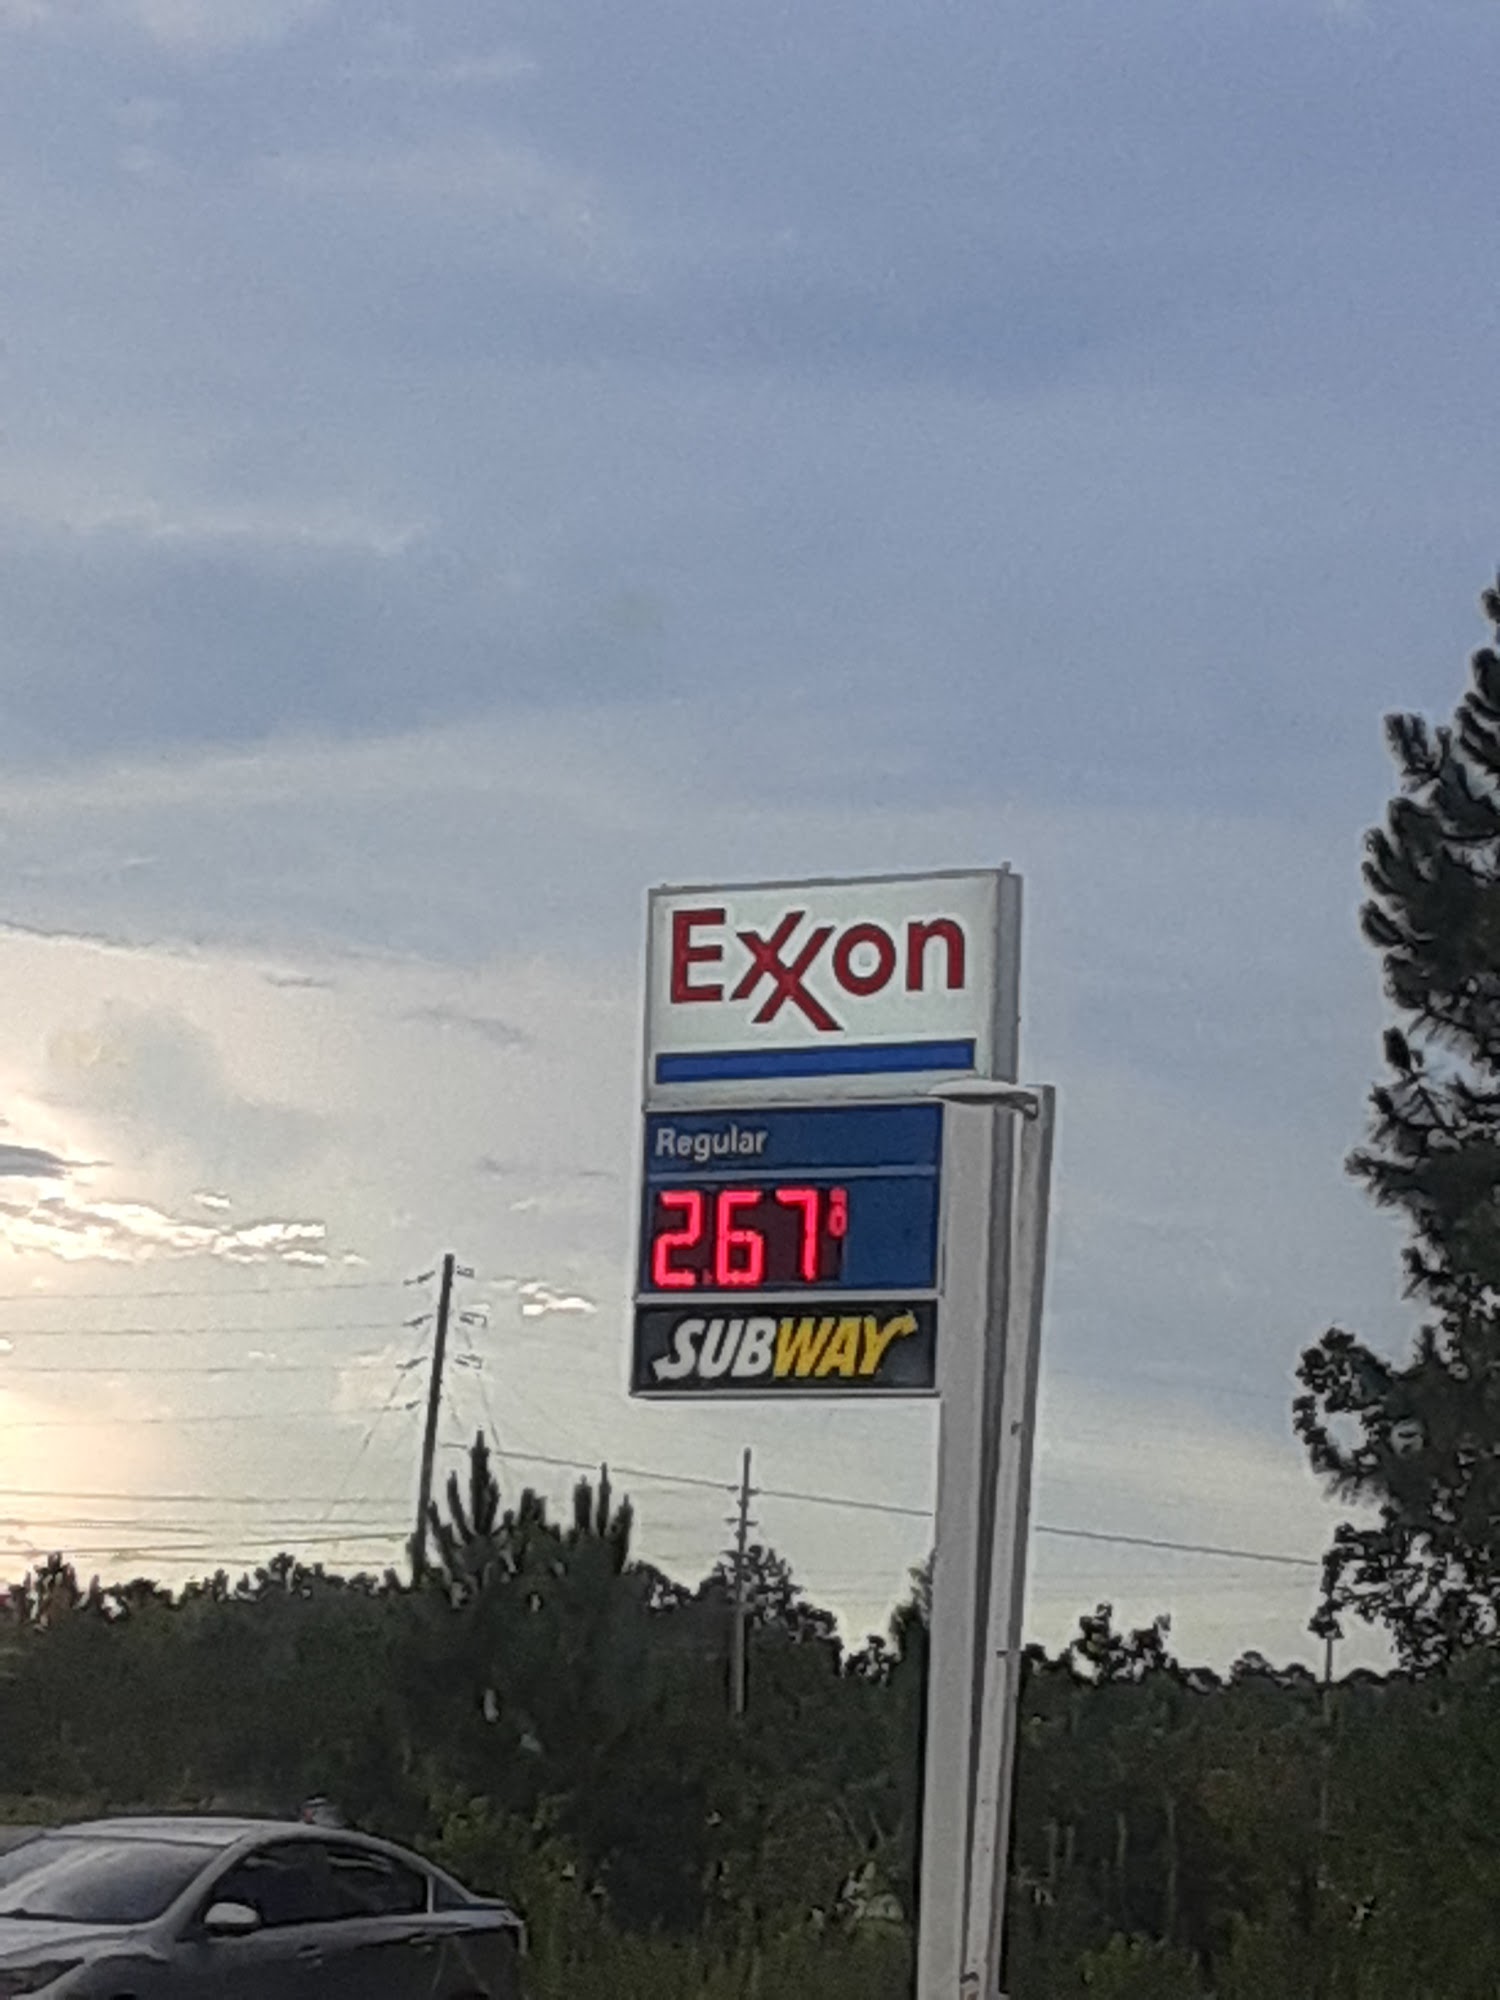 Exxon
Regular
2.67
SUBWAY